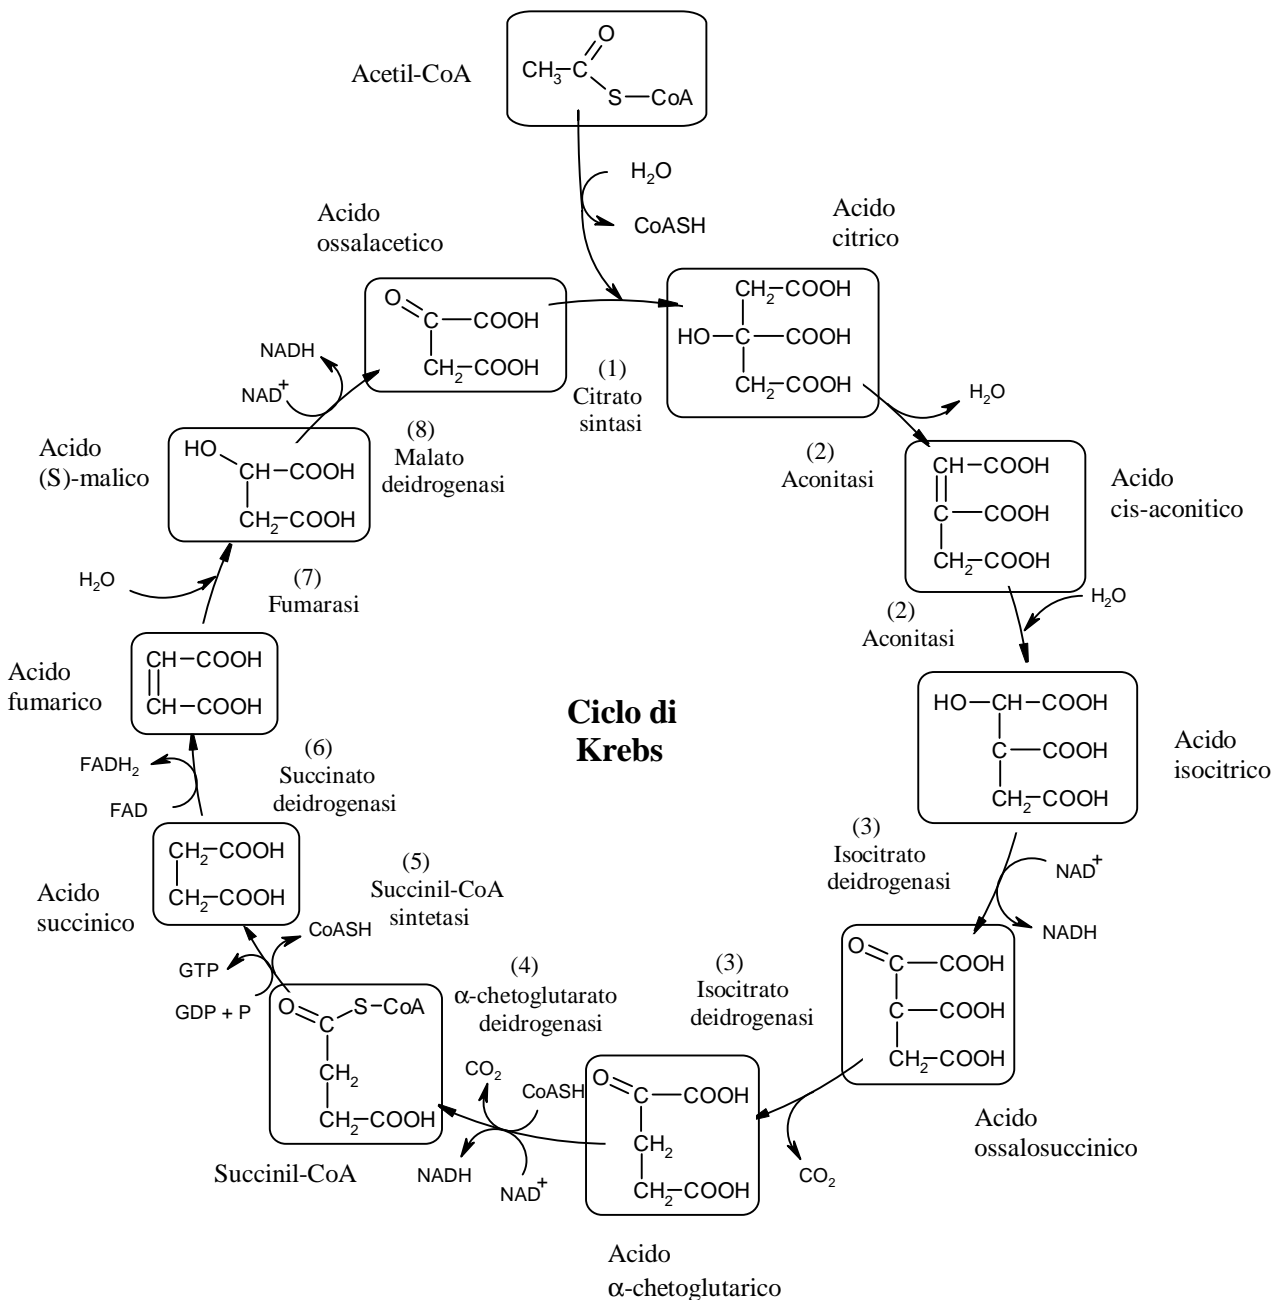 Acetil-CoA
O
CH3–C
S–CoA
H2O
CoASH
Acido
ossalacetico
O
C–COOH
CH2–COOH
(1)
Citrato
sintasi
Acido
citrico
CH2–COOH
HO–C–COOH
CH2–COOH
H2O
(2)
Aconitasi
CH–COOH
C–COOH
CH2–COOH
Acido
cis-aconitico
H2O
(2)
Aconitasi
HO–CH–COOH
C–COOH
CH2–COOH
Acido
isocitrico
(3)
Isocitrato
deidrogenasi
NAD+
NADH
O
C–COOH
C–COOH
CH2–COOH
Acido
ossalosuccinico
(3)
Isocitrato
deidrogenasi
CO2
O
C–COOH
CH2
CH2–COOH
Acido
α-chetoglutarico
(4)
α-chetoglutarato
deidrogenasi
CO2
CoASH
NADH
NAD+
O
S–CoA
C
CH2
CH2–COOH
Succinil-CoA
(5)
Succinil-CoA
sintetasi
CoASH
GTP
GDP + P
CH2–COOH
CH2–COOH
Acido
succinico
(6)
Succinato
deidrogenasi
FADH2
FAD
CH–COOH
CH–COOH
Acido
fumarico
(7)
Fumarasi
H2O
HO
CH–COOH
CH2–COOH
Acido
(S)-malico
(8)
Malato
deidrogenasi
NADH
NAD+
Ciclo di
Krebs